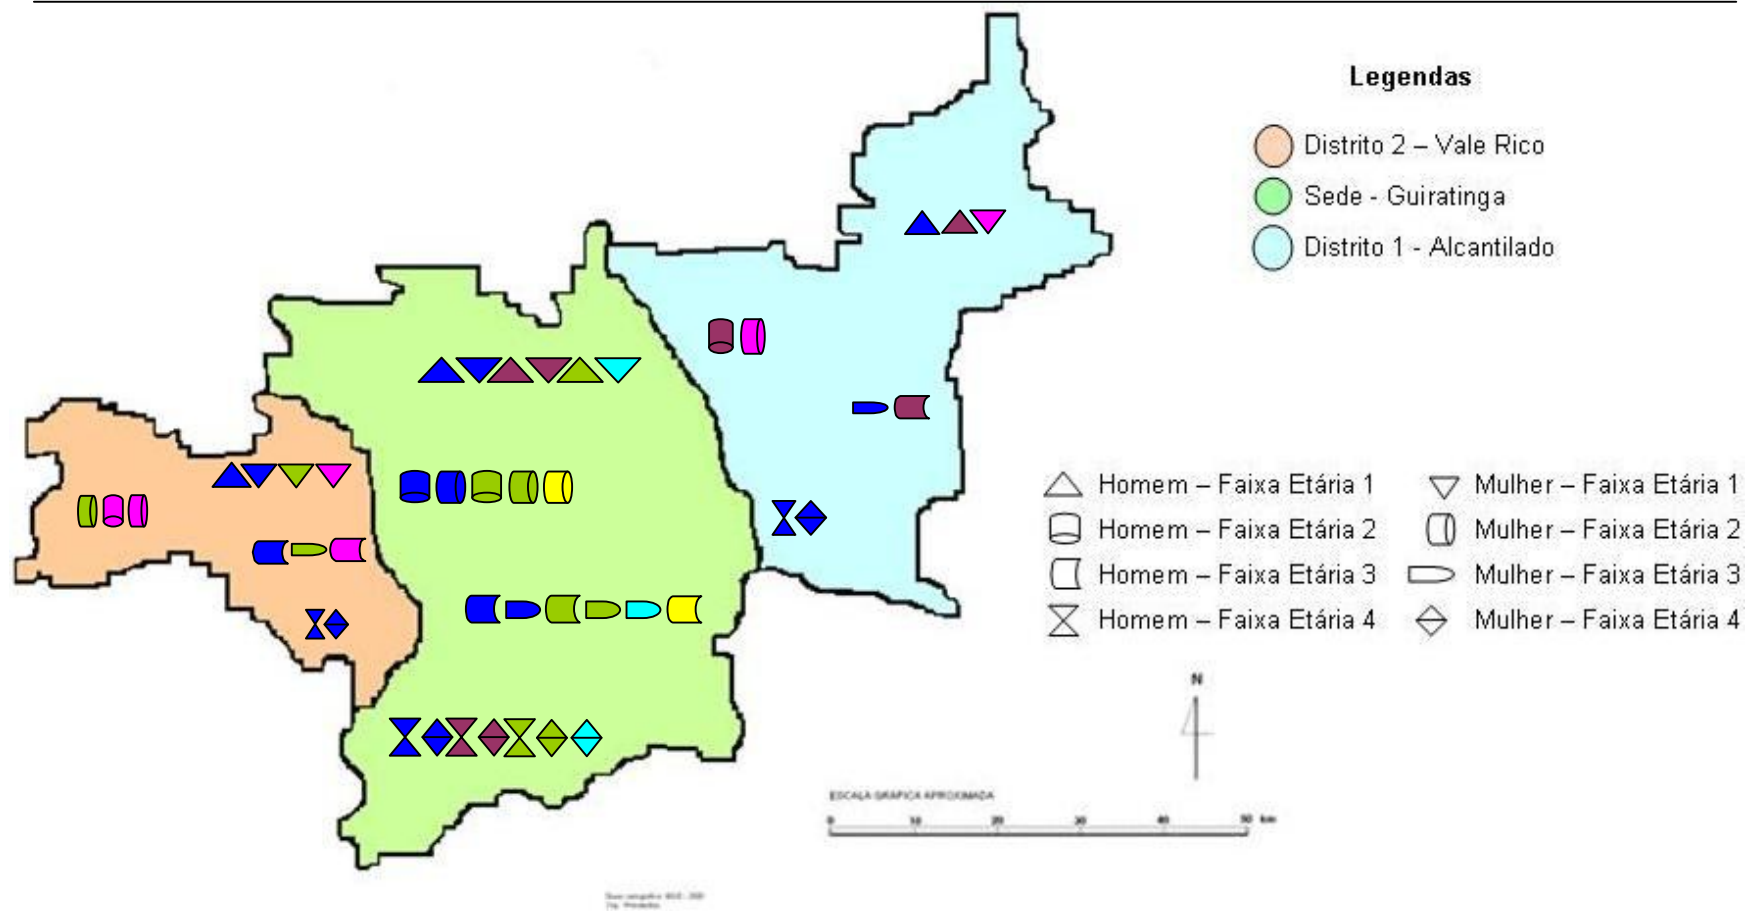 Legendas
Distrito 2 – Vale Rico
Sede - Guiratinga
Distrito 1 - Alcantilado
Homem – Faixa Etária 1
Mulher – Faixa Etária 1
Homem – Faixa Etária 2
Mulher – Faixa Etária 2
Homem – Faixa Etária 3
Mulher – Faixa Etária 3
Homem – Faixa Etária 4
Mulher – Faixa Etária 4
N
ESCALA GRÁFICA APROXIMADA
0 10 20 30 40 50 km